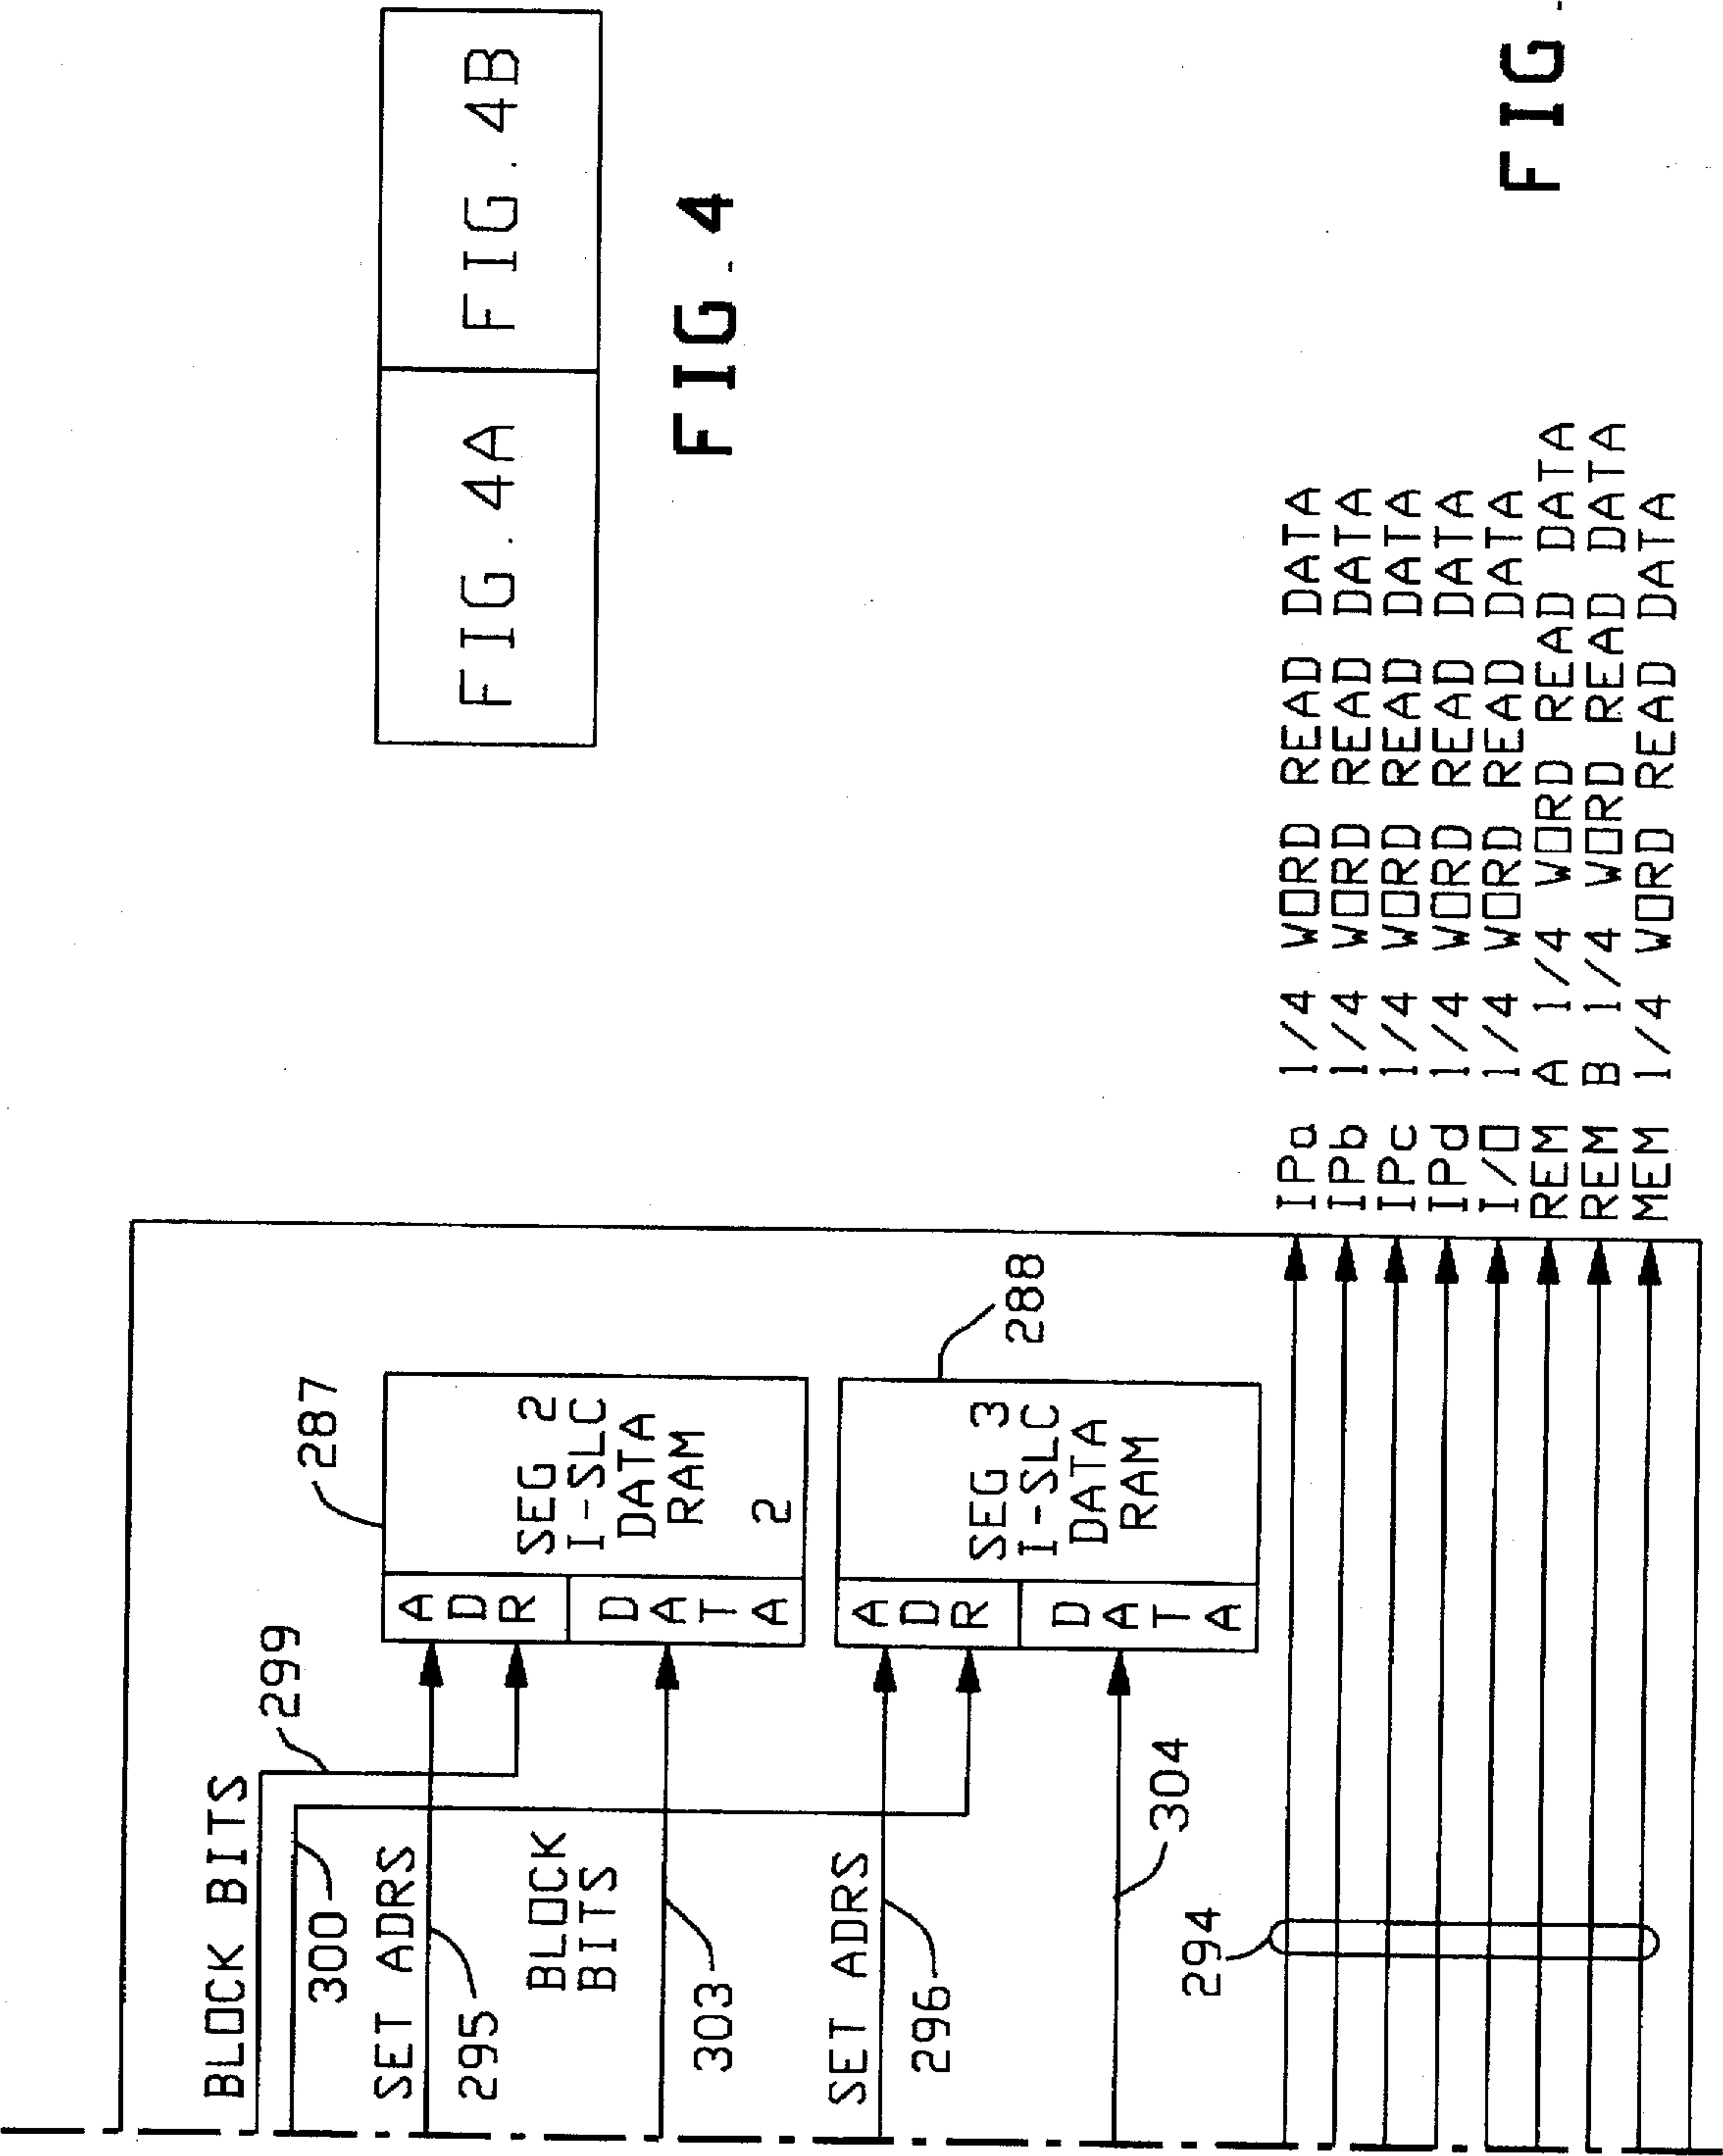 FIG.4A
FIG.4B
FIG.4
BLOCK BITS
299
300
287
SET ADRS
295
ADR
DATA
SEG 2
I-SLC
DATA
RAM
2
BLOCK
BITS
303
288
SET ADRS
296
ADR
DATA
SEG 3
I-SLC
DATA
RAM
304
294
IPa 1/4 WORD READ DATA
IPb 1/4 WORD READ DATA
IPc 1/4 WORD READ DATA
IPd 1/4 WORD READ DATA
I/O 1/4 WORD READ DATA
REM A 1/4 WORD READ DATA
REM B 1/4 WORD READ DATA
MEM 1/4 WORD READ DATA
FIG.